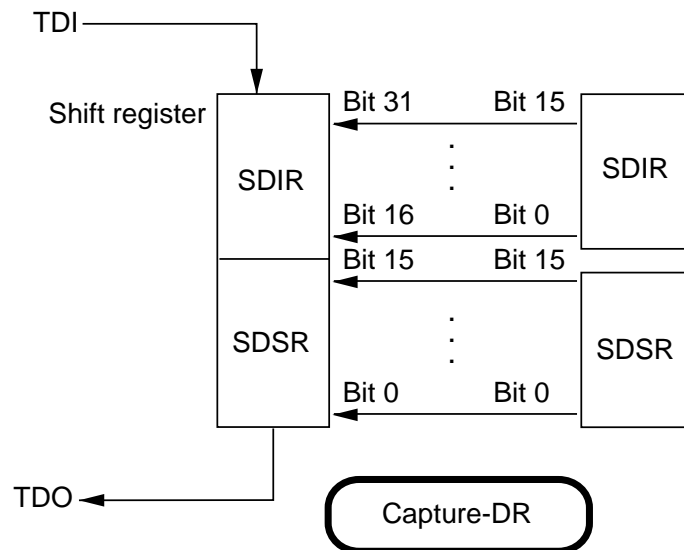 TDI
Shift register
Bit 31 Bit 15
SDIR
SDIR
Bit 16 Bit 0
Bit 15 Bit 15
SDSR
SDSR
Bit 0 Bit 0
TDO
Capture-DR